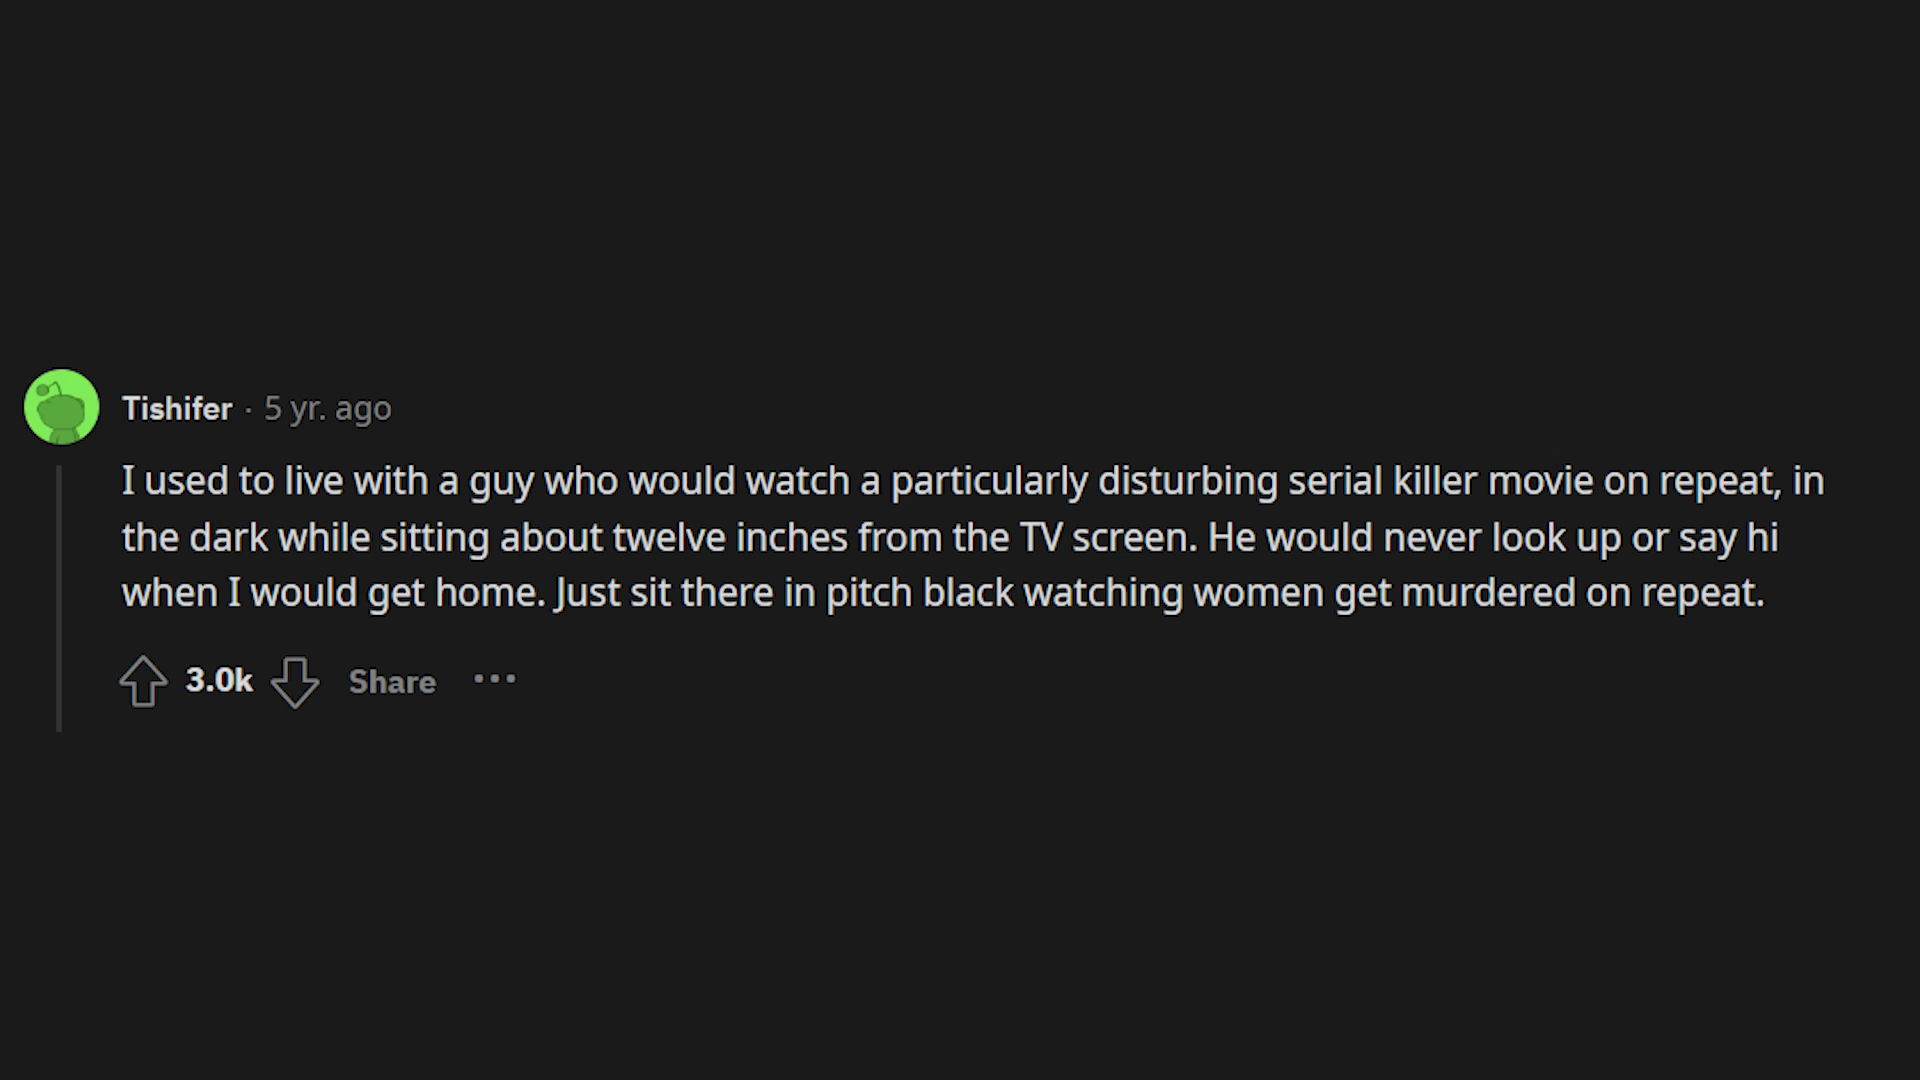 Tishifer · 5 yr. ago
I used to live with a guy who would watch a particularly disturbing serial killer movie on repeat, in
the dark while sitting about twelve inches from the TV screen. He would never look up or say hi
when I would get home. Just sit there in pitch black watching women get murdered on repeat.
3.0k Share ···